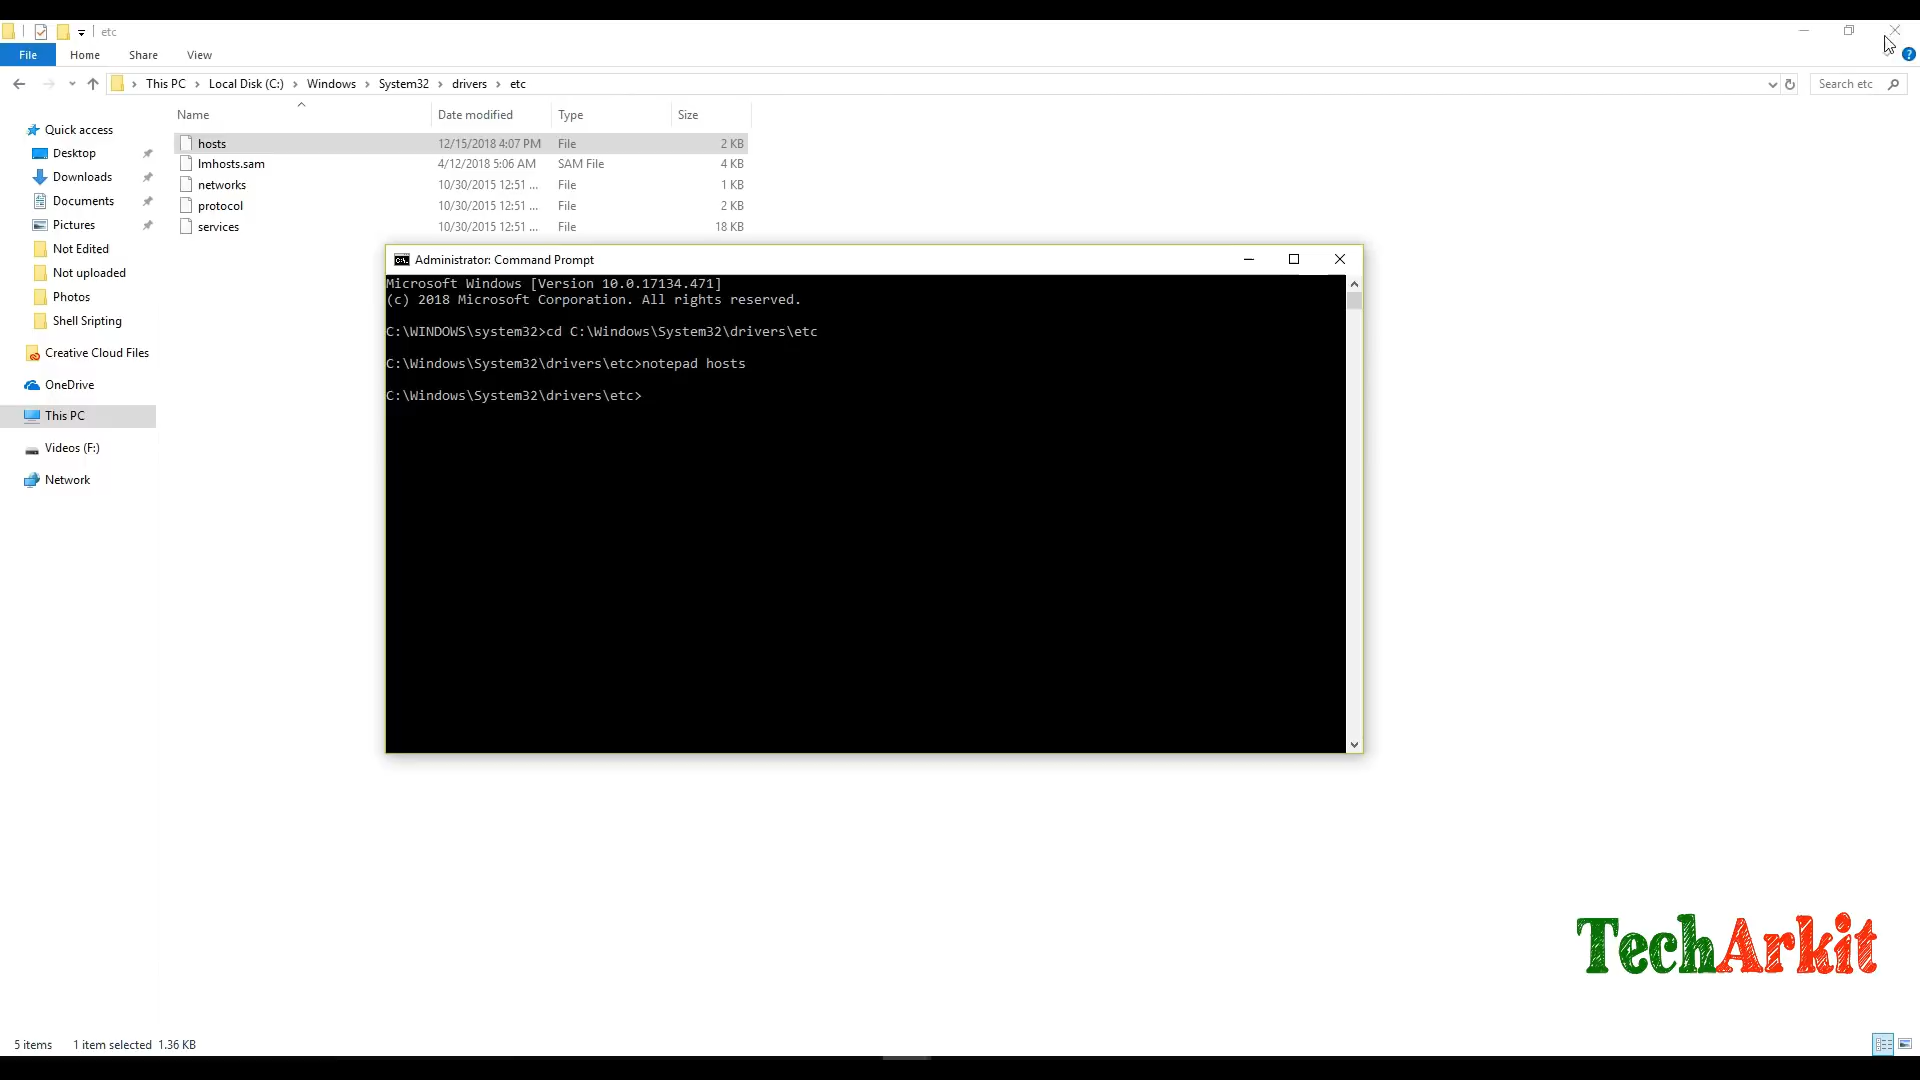 etc
File Home Share View
This PC Local Disk (C:) Windows System32 drivers etc Search etc
Name Date modified Type Size
hosts 12/15/2018 4:07 PM File 2 KB
lmhosts.sam 4/12/2018 5:06 AM SAM File 4 KB
networks 10/30/2015 12:51 ... File 1 KB
protocol 10/30/2015 12:51 ... File 2 KB
services 10/30/2015 12:51 ... File 18 KB
Quick access
Desktop
Downloads
Documents
Pictures
Not Edited
Not uploaded
Photos
Shell Sripting
Creative Cloud Files
OneDrive
This PC
Videos (F:)
Network
Administrator: Command Prompt
Microsoft Windows [Version 10.0.17134.471]
(c) 2018 Microsoft Corporation. All rights reserved.
C:\WINDOWS\system32>cd C:\Windows\System32\drivers\etc
C:\Windows\System32\drivers\etc>notepad hosts
C:\Windows\System32\drivers\etc>
TechArkit
5 items 1 item selected 1.36 KB